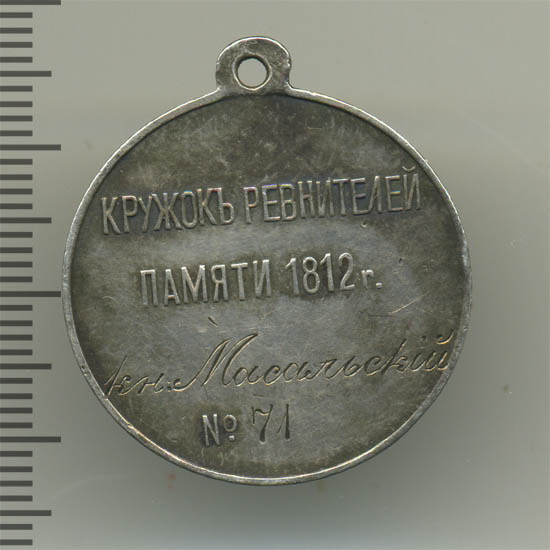 КРУЖОКЪ РЕВНИТЕЛЕЙ
ПАМЯТИ 1812 г.
кн. Масальскій
№ 71